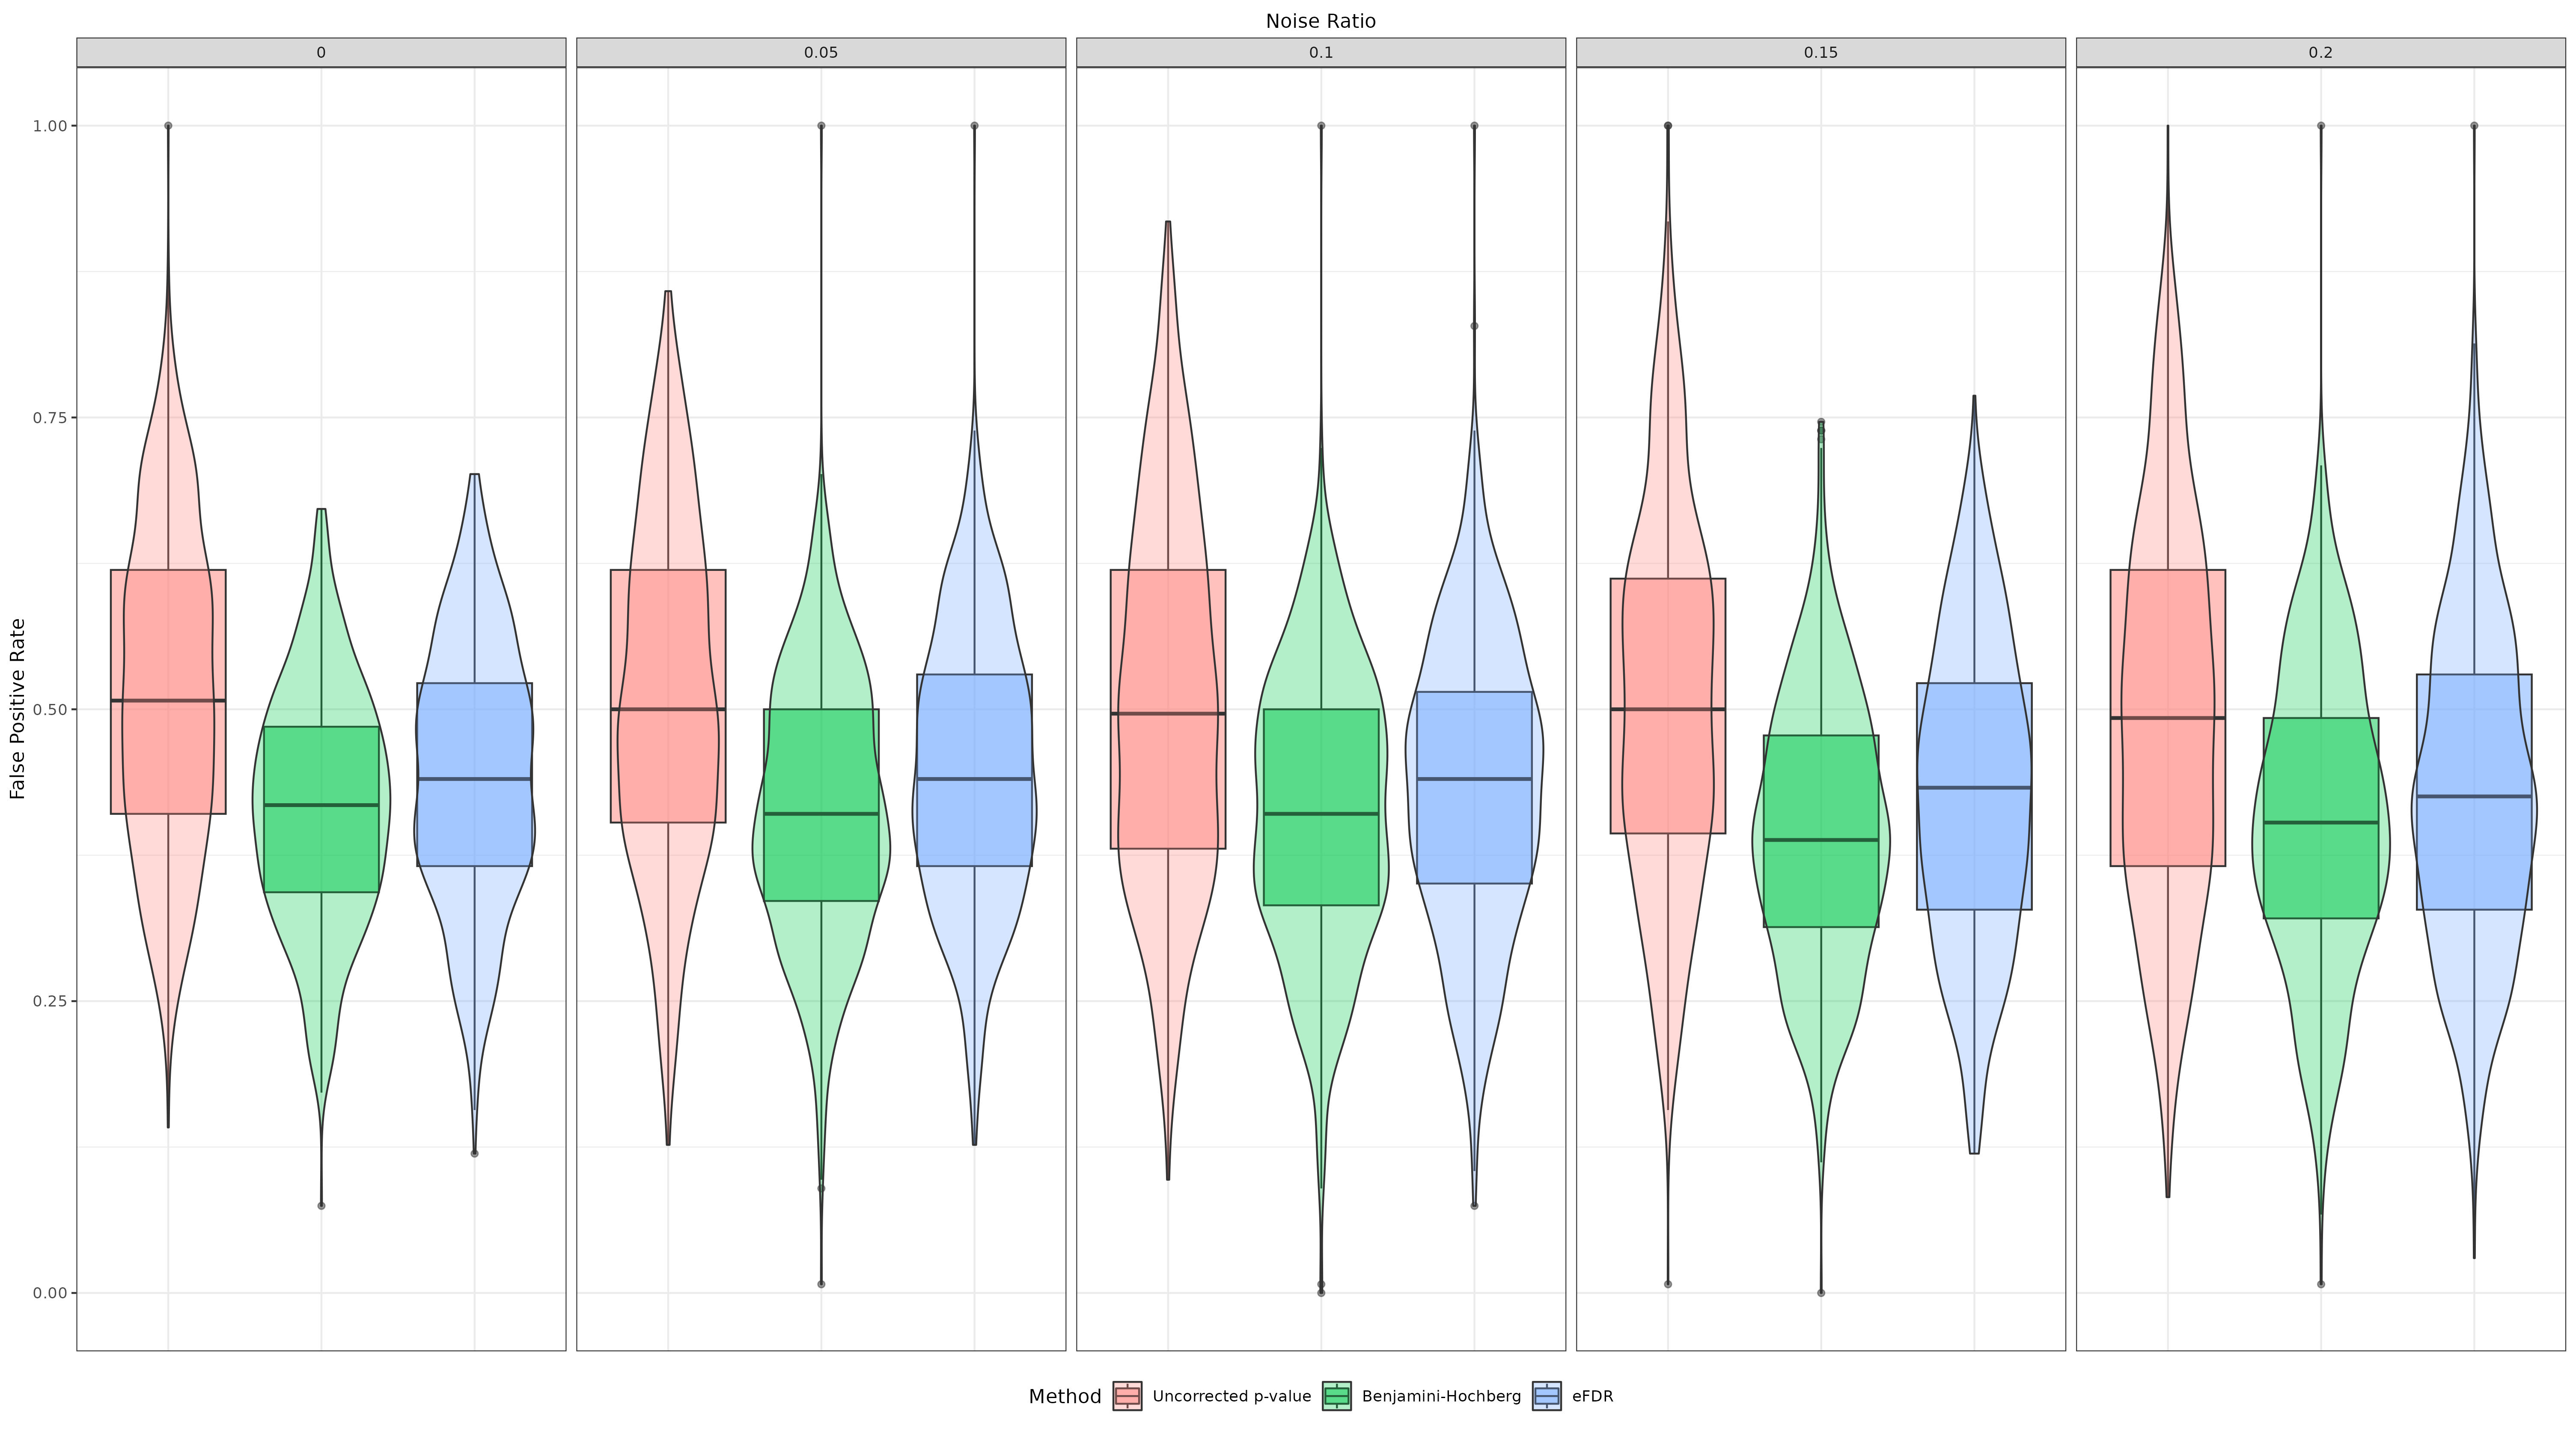 Noise Ratio
0 0.05 0.1 0.15 0.2
False Positive Rate
1.00
0.75
0.50
0.25
0.00
Method Uncorrected p-value Benjamini-Hochberg eFDR